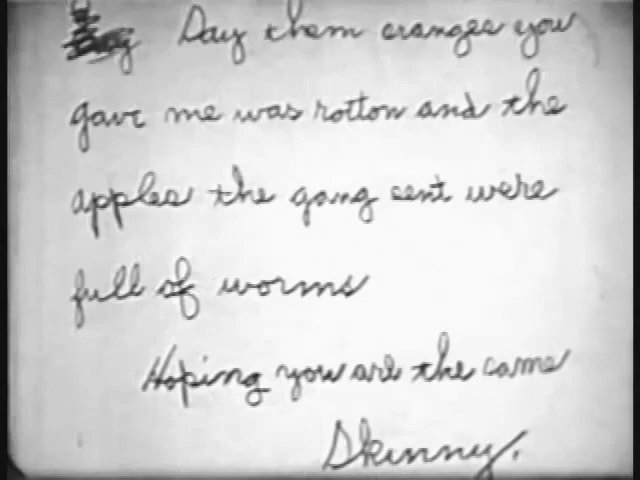 Say them oranges you
gave me was rotton and the
apples the gang sent were
full of worms
Hoping you are the same
Skinny.